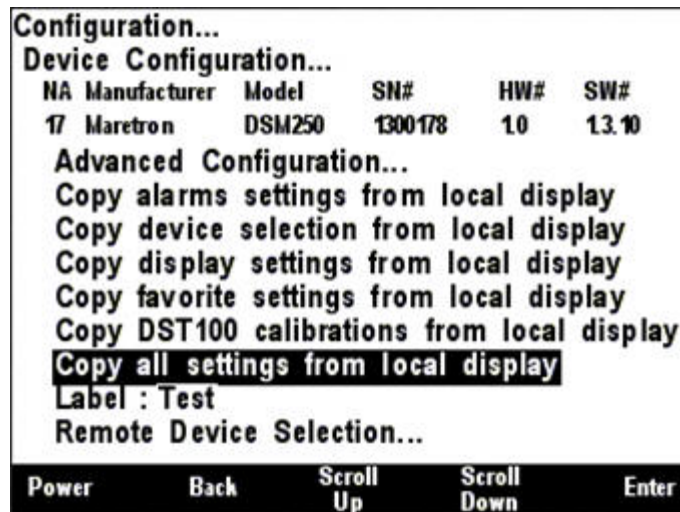 Configuration...
Device Configuration...
NA Manufacturer Model SN# HW# SW#
17 Maretron DSM250 1300178 1.0 1.3.10
Advanced Configuration...
Copy alarms settings from local display
Copy device selection from local display
Copy display settings from local display
Copy favorite settings from local display
Copy DST100 calibrations from local display
Copy all settings from local display
Label : Test
Remote Device Selection...
Power Back Scroll Up Scroll Down Enter